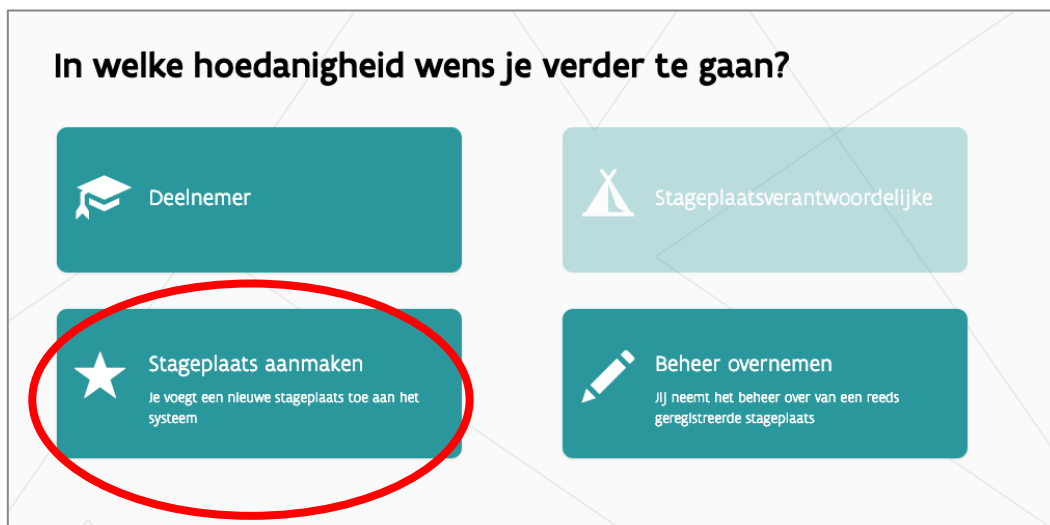 In welke hoedanigheid wens je verder te gaan?
Deelnemer
Stageplaatsverantwoordelijke
Stageplaats aanmaken
Je voegt een nieuwe stageplaats toe aan het
systeem
Beheer overnemen
Jij neemt het beheer over van een reeds
geregistreerde stageplaats